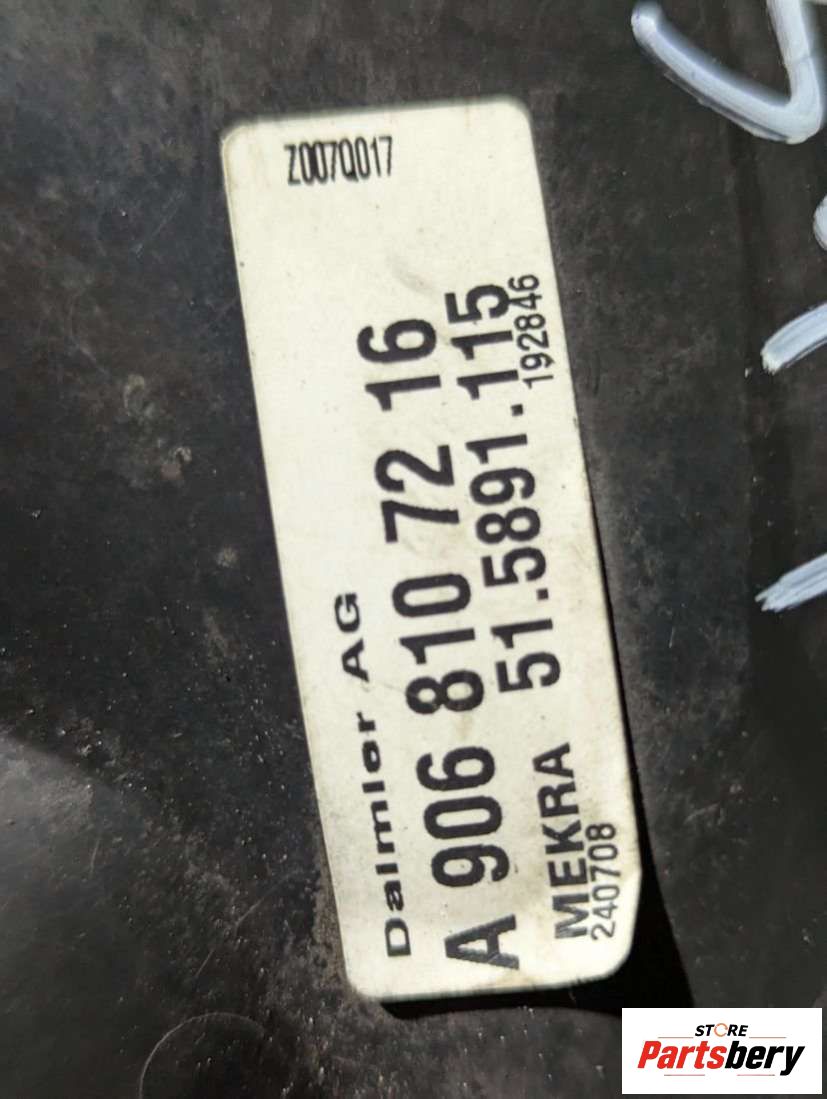 Z007Q017
Daimler AG
A 906 810 72 16
MEKRA 51.5891.115
240708 192846
STORE
Partsbery